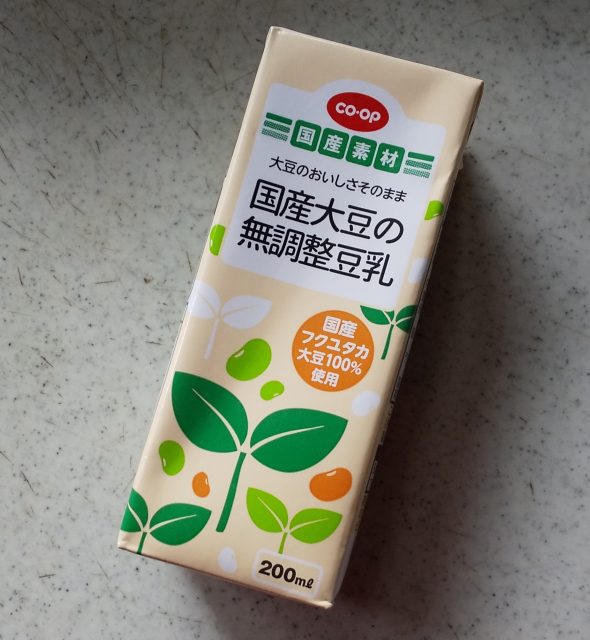 CO·OP
国産素材
大豆のおいしさそのまま
国産大豆の
無調整豆乳
国産
フクユタカ
大豆100%
使用
200mℓ